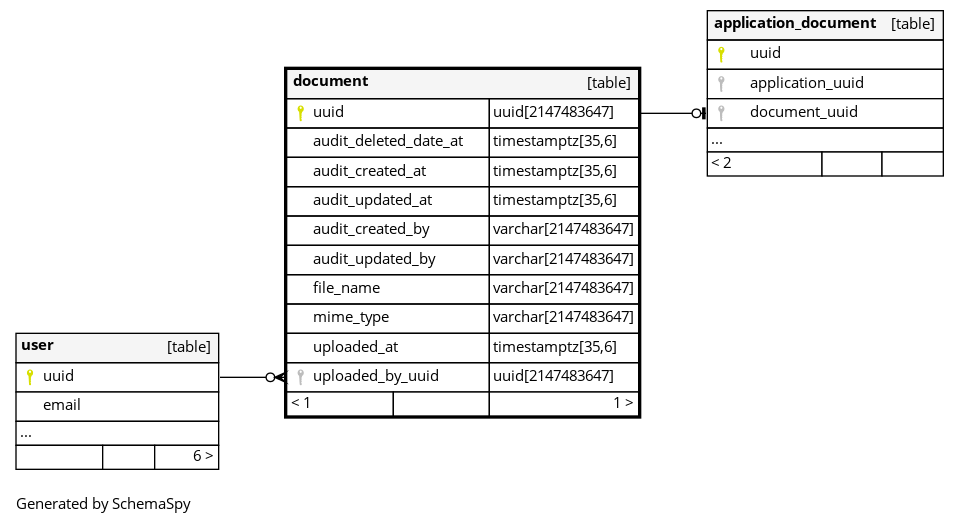 application_document [table]
uuid
application_uuid
document_uuid
...
< 2
document [table]
uuid uuid[2147483647]
audit_deleted_date_at timestamptz[35,6]
audit_created_at timestamptz[35,6]
audit_updated_at timestamptz[35,6]
audit_created_by varchar[2147483647]
audit_updated_by varchar[2147483647]
file_name varchar[2147483647]
mime_type varchar[2147483647]
uploaded_at timestamptz[35,6]
uploaded_by_uuid uuid[2147483647]
< 1 1 >
user [table]
uuid
email
...
6 >
Generated by SchemaSpy